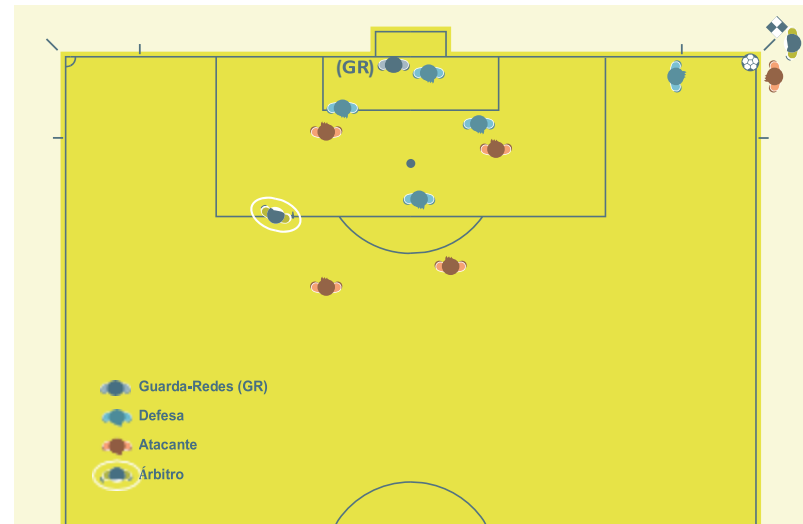 (GR)
Guarda-Redes (GR)
Defesa
Atacante
Árbitro